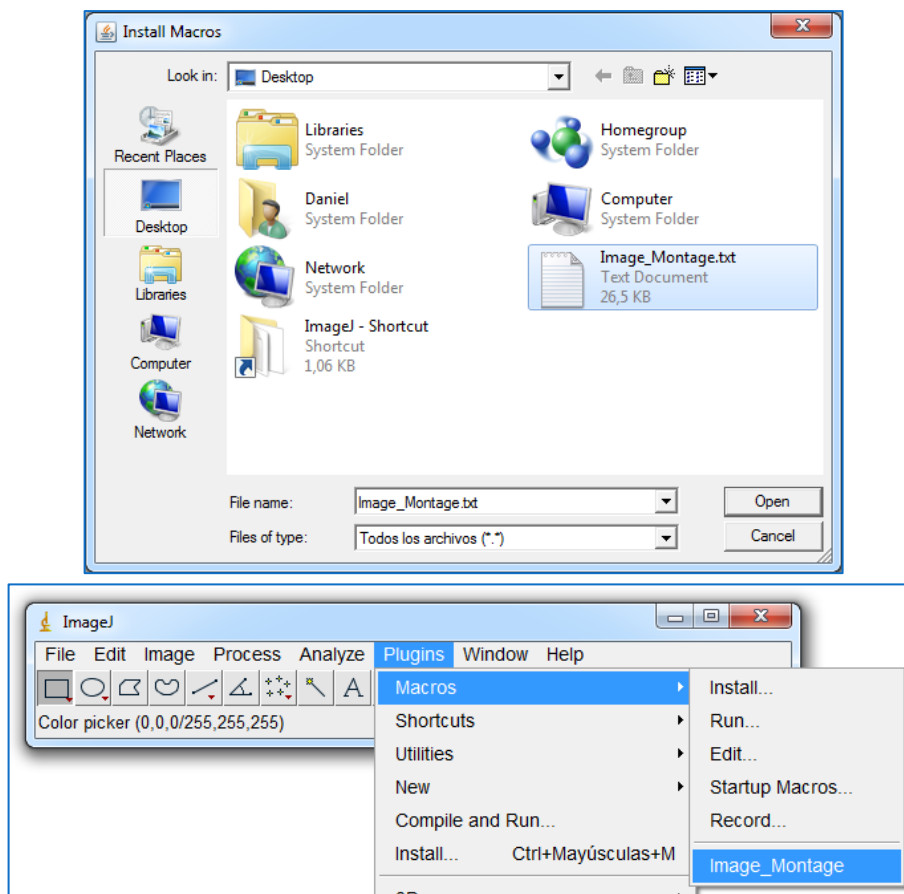 Install Macros
Look in:
Desktop
Recent Places
Desktop
Libraries
Computer
Network
Libraries
System Folder
Homegroup
System Folder
Daniel
System Folder
Computer
System Folder
Network
System Folder
Image_Montage.txt
Text Document
26,5 KB
ImageJ - Shortcut
Shortcut
1,06 KB
File name:
Image_Montage.txt
Open
Files of type:
Todos los archivos (*.*)
Cancel
ImageJ
File Edit Image Process Analyze Plugins Window Help
A
Color picker (0,0,0/255,255,255)
Macros
Shortcuts
Utilities
New
Compile and Run...
Install... Ctrl+Mayúsculas+M
Install...
Run...
Edit...
Startup Macros...
Record...
Image_Montage